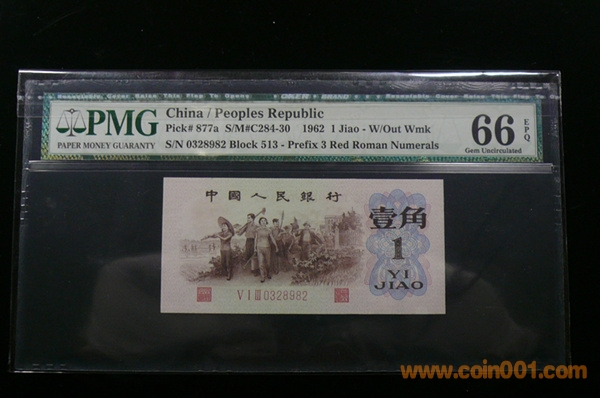 PMG
PAPER MONEY GUARANTY
China / Peoples Republic
Pick# 877a S/M#C284-30 1962 1 Jiao - W/Out Wmk
S/N 0328982 Block 513 - Prefix 3 Red Roman Numerals
66 EPQ
Gem Uncirculated
中國人民銀行
壹角
1
YI
JIAO
V I III 0328982
www.coin001.com